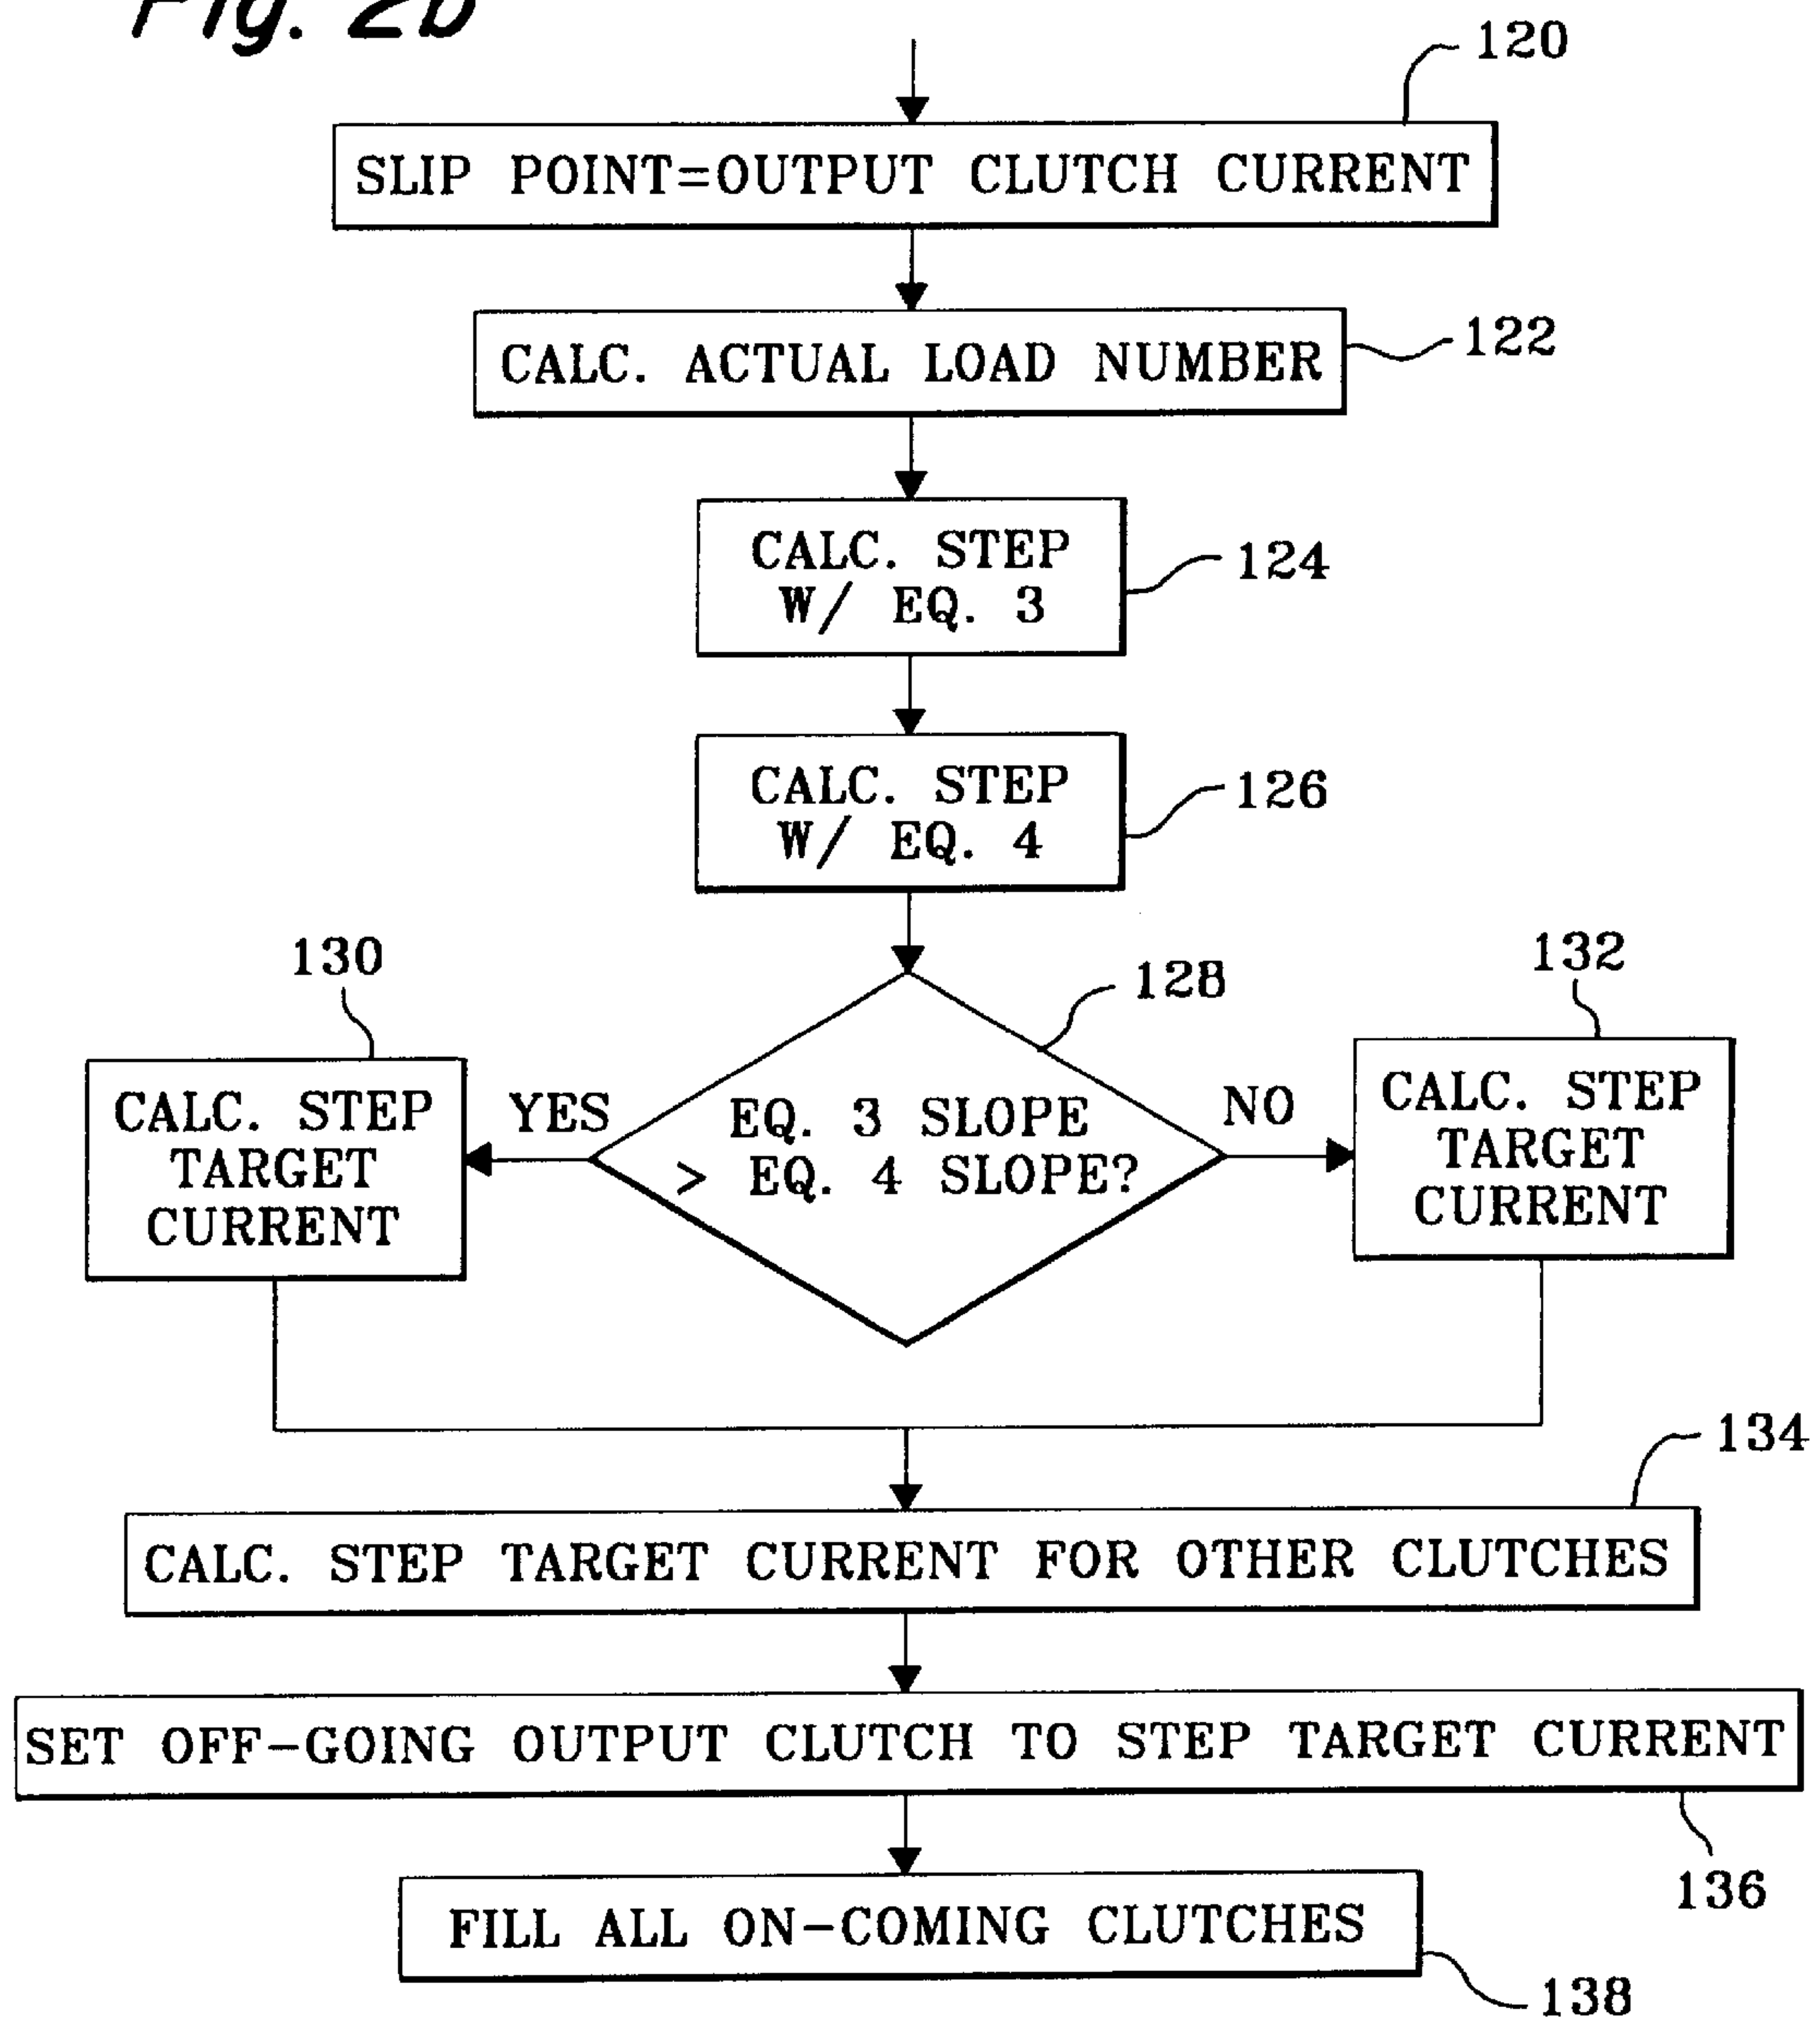 Fig. 2b
120
SLIP POINT=OUTPUT CLUTCH CURRENT
CALC. ACTUAL LOAD NUMBER
122
CALC. STEP
W/ EQ. 3
124
CALC. STEP
W/ EQ. 4
126
130
128
132
CALC. STEP
TARGET
CURRENT
YES
EQ. 3 SLOPE
> EQ. 4 SLOPE?
NO
CALC. STEP
TARGET
CURRENT
134
CALC. STEP TARGET CURRENT FOR OTHER CLUTCHES
SET OFF-GOING OUTPUT CLUTCH TO STEP TARGET CURRENT
136
FILL ALL ON-COMING CLUTCHES
138